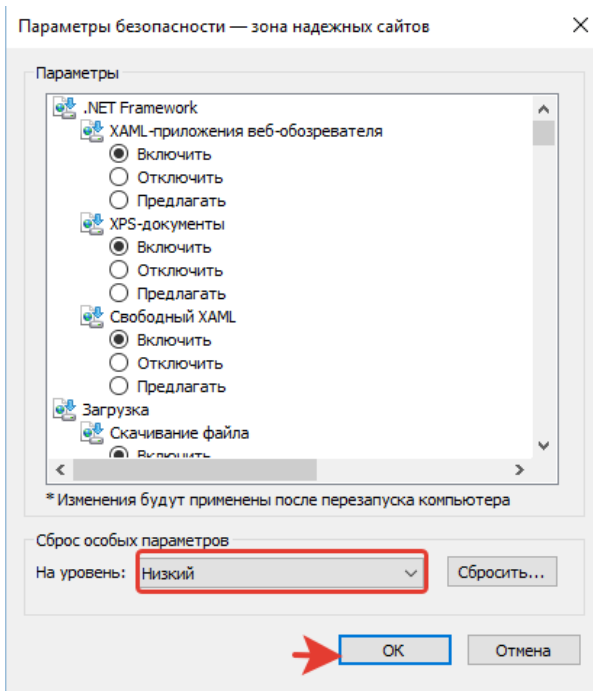 Параметры безопасности — зона надежных сайтов
Параметры
.NET Framework
XAML-приложения веб-обозревателя
Включить
Отключить
Предлагать
XPS-документы
Включить
Отключить
Предлагать
Свободный XAML
Включить
Отключить
Предлагать
Загрузка
Скачивание файла
Включить
*Изменения будут применены после перезапуска компьютера
Сброс особых параметров
На уровень: Низкий Сбросить...
ОК Отмена